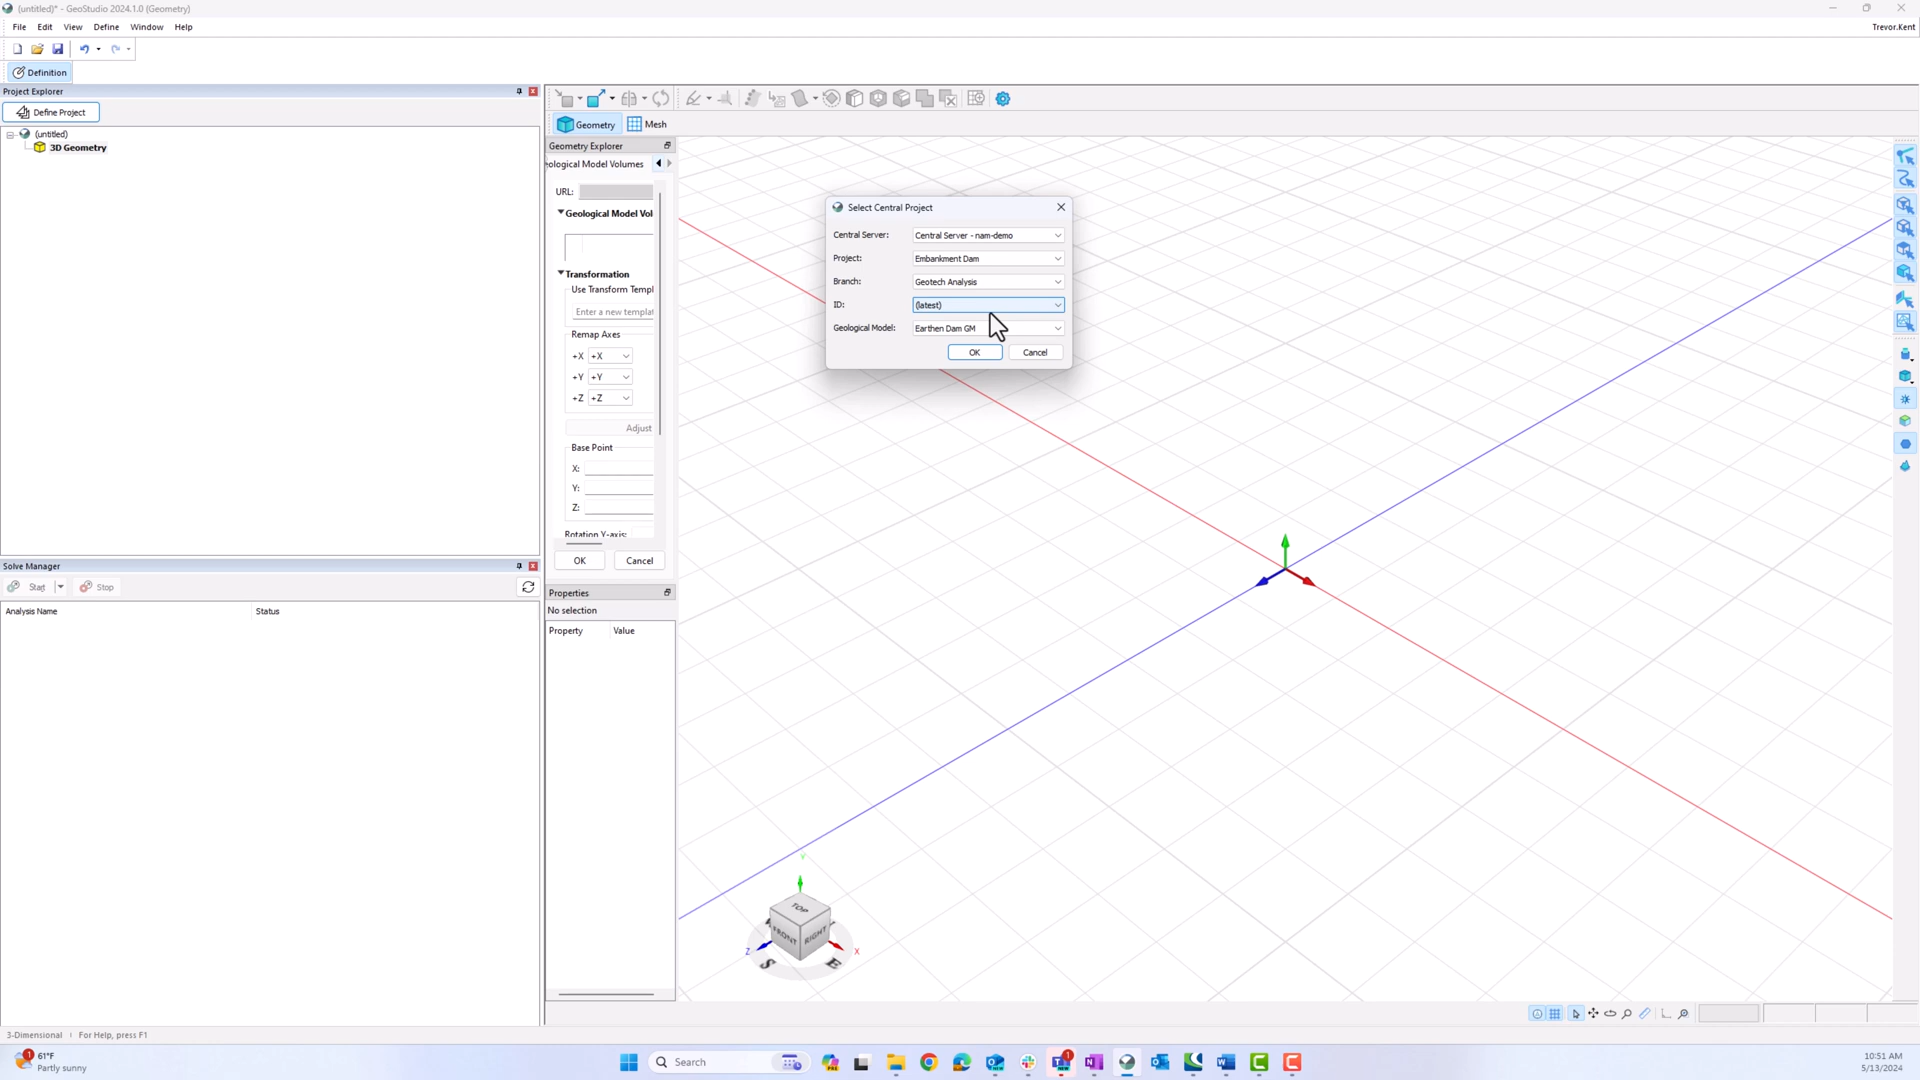 (untitled)* - GeoStudio 2024.1.0 (Geometry)
File Edit View Define Window Help
Trevor.Kent
Definition
Project Explorer
Define Project
(untitled)
3D Geometry
Geometry Mesh
Geometry Explorer
eological Model Volumes
URL:
Geological Model Vol
Transformation
Use Transform Templ
Enter a new templat
Remap Axes
+X +X
+Y +Y
+Z +Z
Adjust
Base Point
X:
Y:
Z:
Rotation Y-axis:
OK Cancel
Select Central Project
Central Server: Central Server - nam-demo
Project: Embankment Dam
Branch: Geotech Analysis
ID: (latest)
Geological Model: Earthen Dam GM
OK Cancel
Solve Manager
Start Stop
Analysis Name Status
Properties
No selection
Property Value
Y
TOP
FRONT RIGHT
Z X
S E
3-Dimensional For Help, press F1
1
61°F
Partly sunny
Search
10:51 AM
5/13/2024